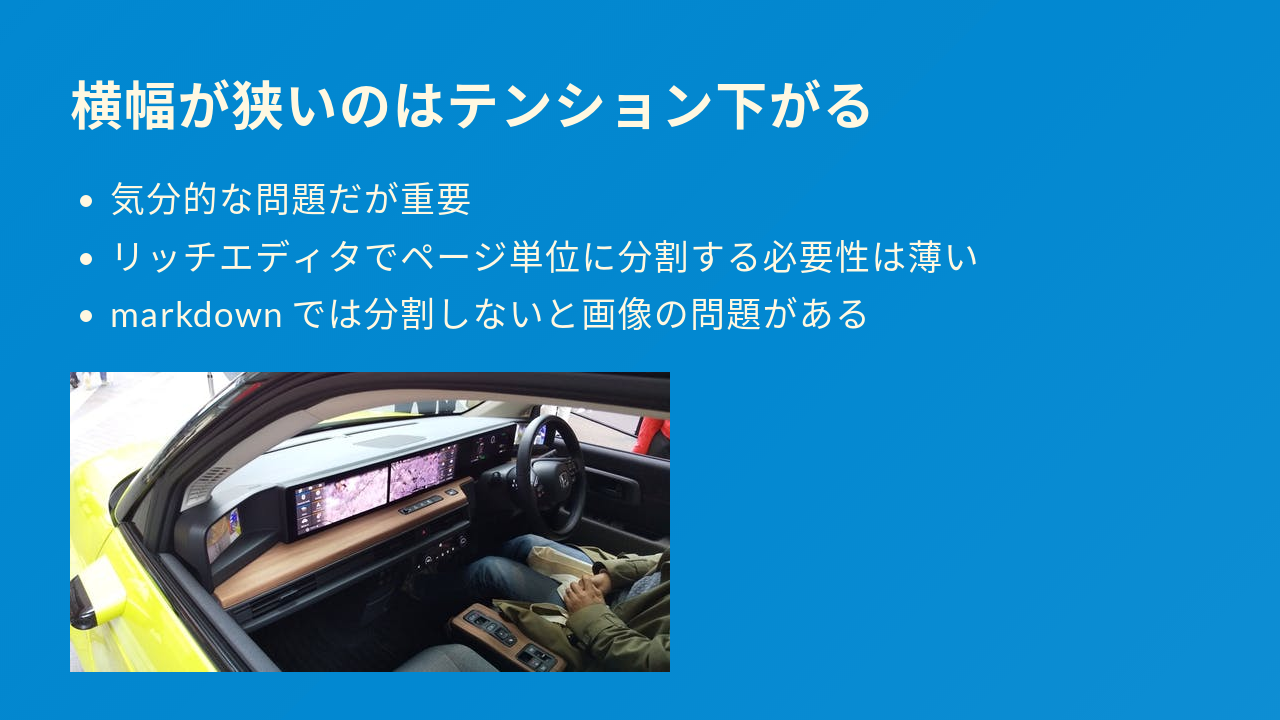 横幅が狭いのはテンション下がる
気分的な問題だが重要
リッチエディタでページ単位に分割する必要性は薄い
markdown では分割しないと画像の問題がある